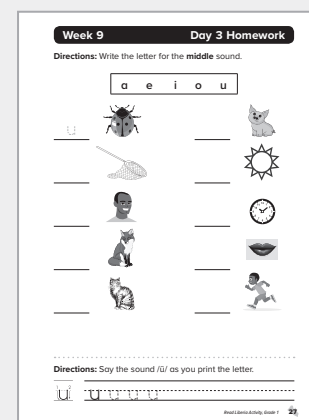 Week 9 Day 3 Homework
Directions: Write the letter for the middle sound.
a e i o u
u
Directions: Say the sound /ŭ/ as you print the letter.
u u u u u
Read Liberia Activity, Grade 1 27